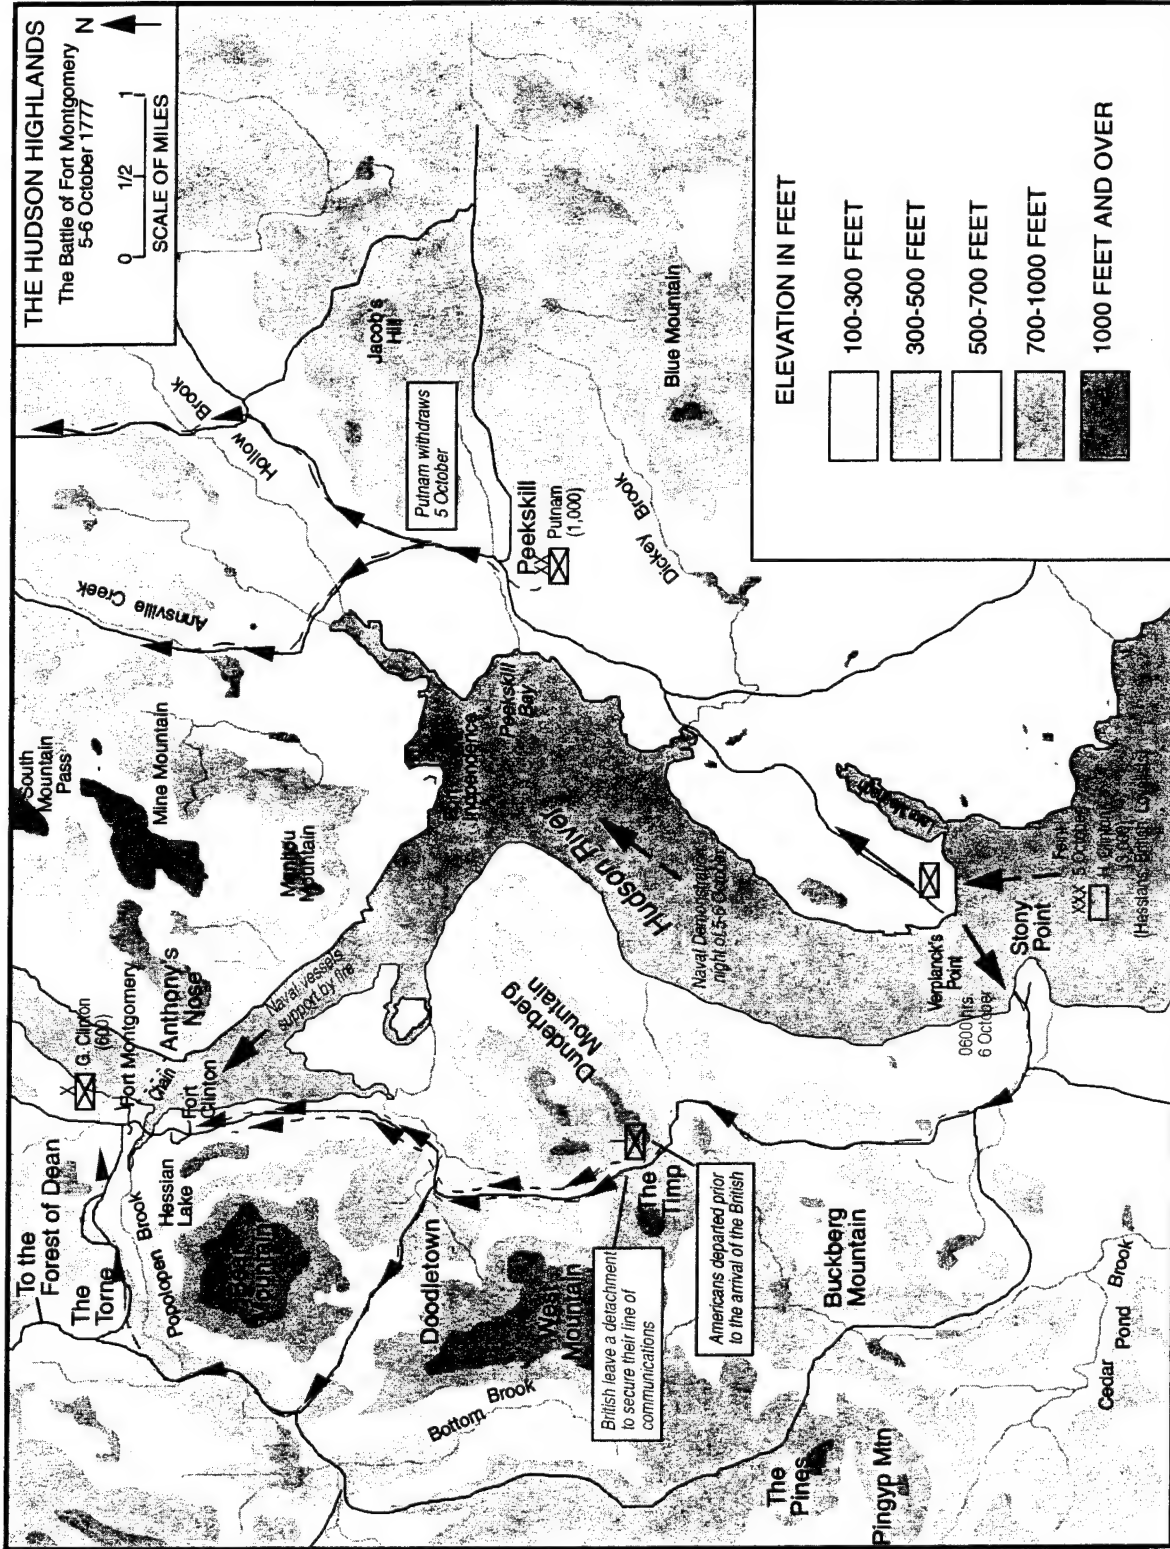 THE HUDSON HIGHLANDS
The Battle of Fort Montgomery
5-6 October 1777
N
0 1/2 1
SCALE OF MILES
To the
Forest of Dean
The
Torne
Popolopen Brook
Hessian
Lake
Bear
Mountain
G. Clinton
(600)
Fort Montgomery
Chain
Fort
Clinton
Anthony's
Nose
Naval vessels
support by fire
South
Mountain
Pass
Mine Mountain
Manitou
Mountain
Annsville Creek
Hollow Brook
Jacob's
Hill
Putnam withdraws
5 October
Peekskill
Putnam
(1,000)
Independence
Peekskill
Bay
Dickey Brook
Blue Mountain
Doodletown
West
Mountain
Bottom Brook
Dunderberg
Mountain
The
Timp
British leave a detachment
to secure their line of
communications
Americans departed prior
to the arrival of the British
Hudson River
Naval Demonstration
night of 5-6 October
Buckberg
Mountain
The
Pines
Pingyp Mtn
Cedar Pond Brook
Verplanck's
Point
0600 hrs.
6 October
Stony
Point
Ferry
5 October
XXX
H. Clinton
(3,000)
(Hessians, British, Loyalists)
ELEVATION IN FEET
100-300 FEET
300-500 FEET
500-700 FEET
700-1000 FEET
1000 FEET AND OVER